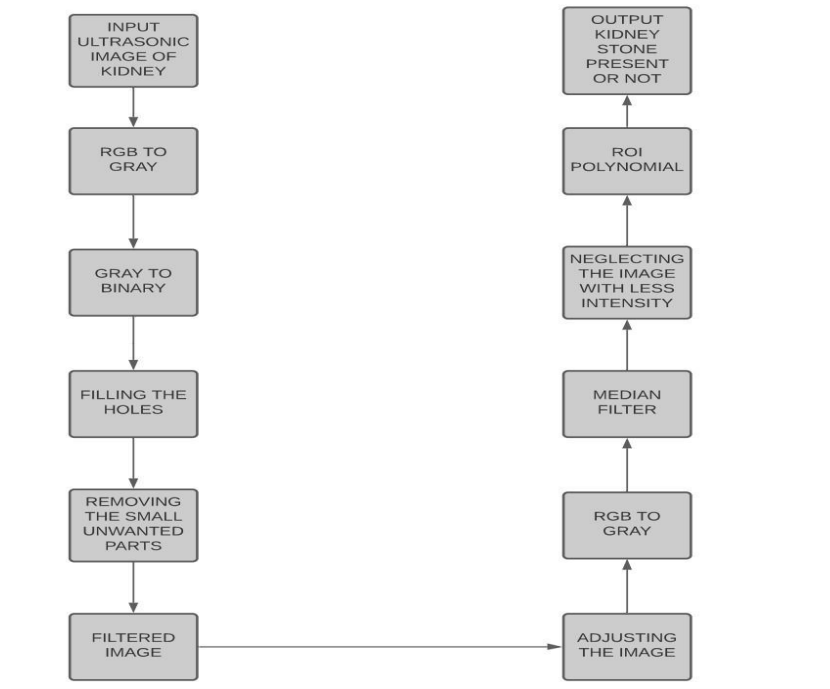 INPUT
ULTRASONIC
IMAGE OF
KIDNEY
RGB TO
GRAY
GRAY TO
BINARY
FILLING THE
HOLES
REMOVING
THE SMALL
UNWANTED
PARTS
FILTERED
IMAGE
ADJUSTING
THE IMAGE
RGB TO
GRAY
MEDIAN
FILTER
NEGLECTING
THE IMAGE
WITH LESS
INTENSITY
ROI
POLYNOMIAL
OUTPUT
KIDNEY
STONE
PRESENT
OR NOT